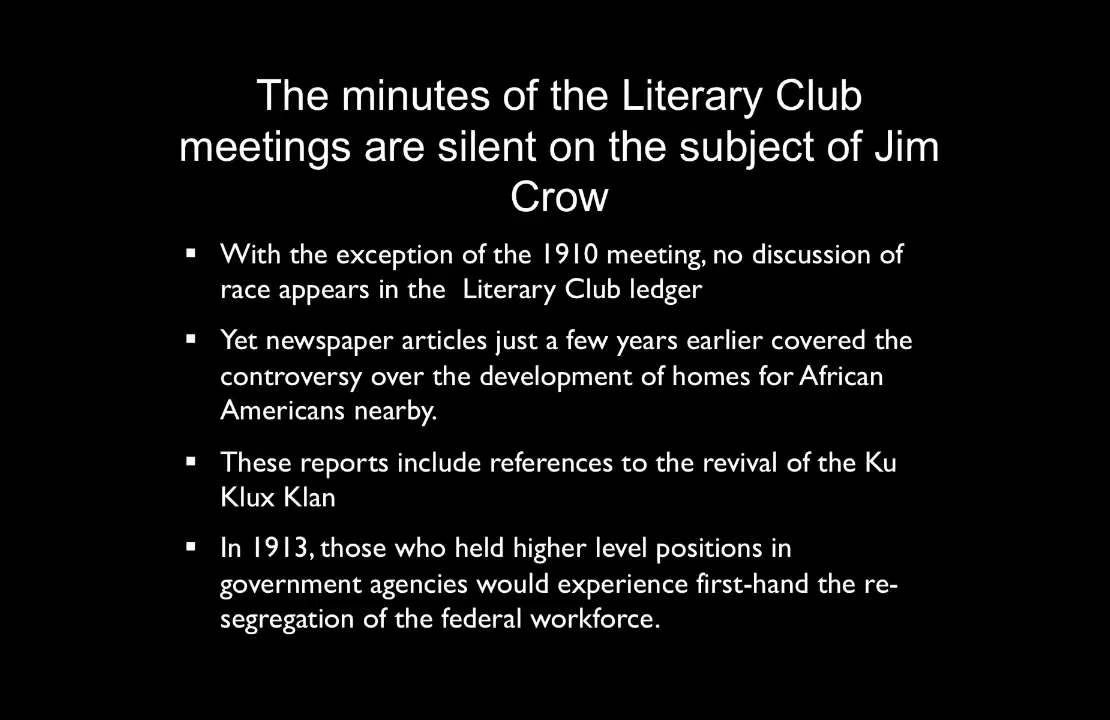 The minutes of the Literary Club
meetings are silent on the subject of Jim
Crow
▪ With the exception of the 1910 meeting, no discussion of
race appears in the  Literary Club ledger
▪ Yet newspaper articles just a few years earlier covered the
controversy over the development of homes for African
Americans nearby.
▪ These reports include references to the revival of the Ku
Klux Klan
▪ In 1913, those who held higher level positions in
government agencies would experience first-hand the re-
segregation of the federal workforce.